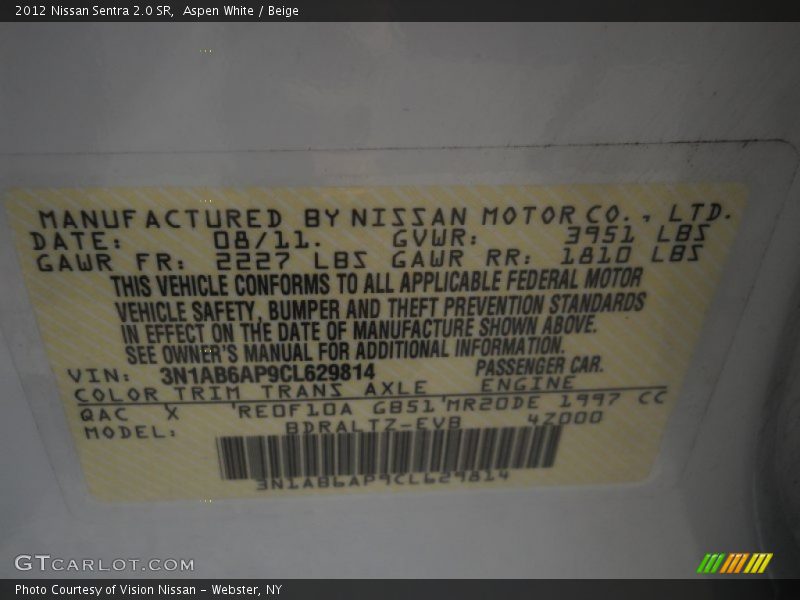 2012 Nissan Sentra 2.0 SR, Aspen White / Beige
MANUFACTURED BY NISSAN MOTOR CO., LTD.
DATE: 08/11. GVWR: 3951 LBS
GAWR FR: 2227 LBS GAWR RR: 1810 LBS
THIS VEHICLE CONFORMS TO ALL APPLICABLE FEDERAL MOTOR
VEHICLE SAFETY, BUMPER AND THEFT PREVENTION STANDARDS
IN EFFECT ON THE DATE OF MANUFACTURE SHOWN ABOVE.
SEE OWNER'S MANUAL FOR ADDITIONAL INFORMATION.
VIN: 3N1AB6AP9CL629814 PASSENGER CAR.
COLOR TRIM TRANS AXLE ENGINE
QAC X 'RE0F10A GB51'MR20DE 1997 CC
MODEL: BDRALTZ-EVB 4Z000
3N1AB6AP9CL629814
GTCARLOT.COM
Photo Courtesy of Vision Nissan - Webster, NY